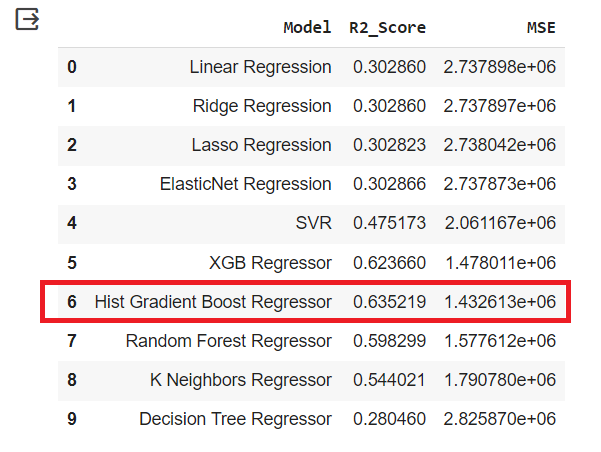 Model R2_Score MSE
0 Linear Regression 0.302860 2.737898e+06
1 Ridge Regression 0.302860 2.737897e+06
2 Lasso Regression 0.302823 2.738042e+06
3 ElasticNet Regression 0.302866 2.737873e+06
4 SVR 0.475173 2.061167e+06
5 XGB Regressor 0.623660 1.478011e+06
6 Hist Gradient Boost Regressor 0.635219 1.432613e+06
7 Random Forest Regressor 0.598299 1.577612e+06
8 K Neighbors Regressor 0.544021 1.790780e+06
9 Decision Tree Regressor 0.280460 2.825870e+06